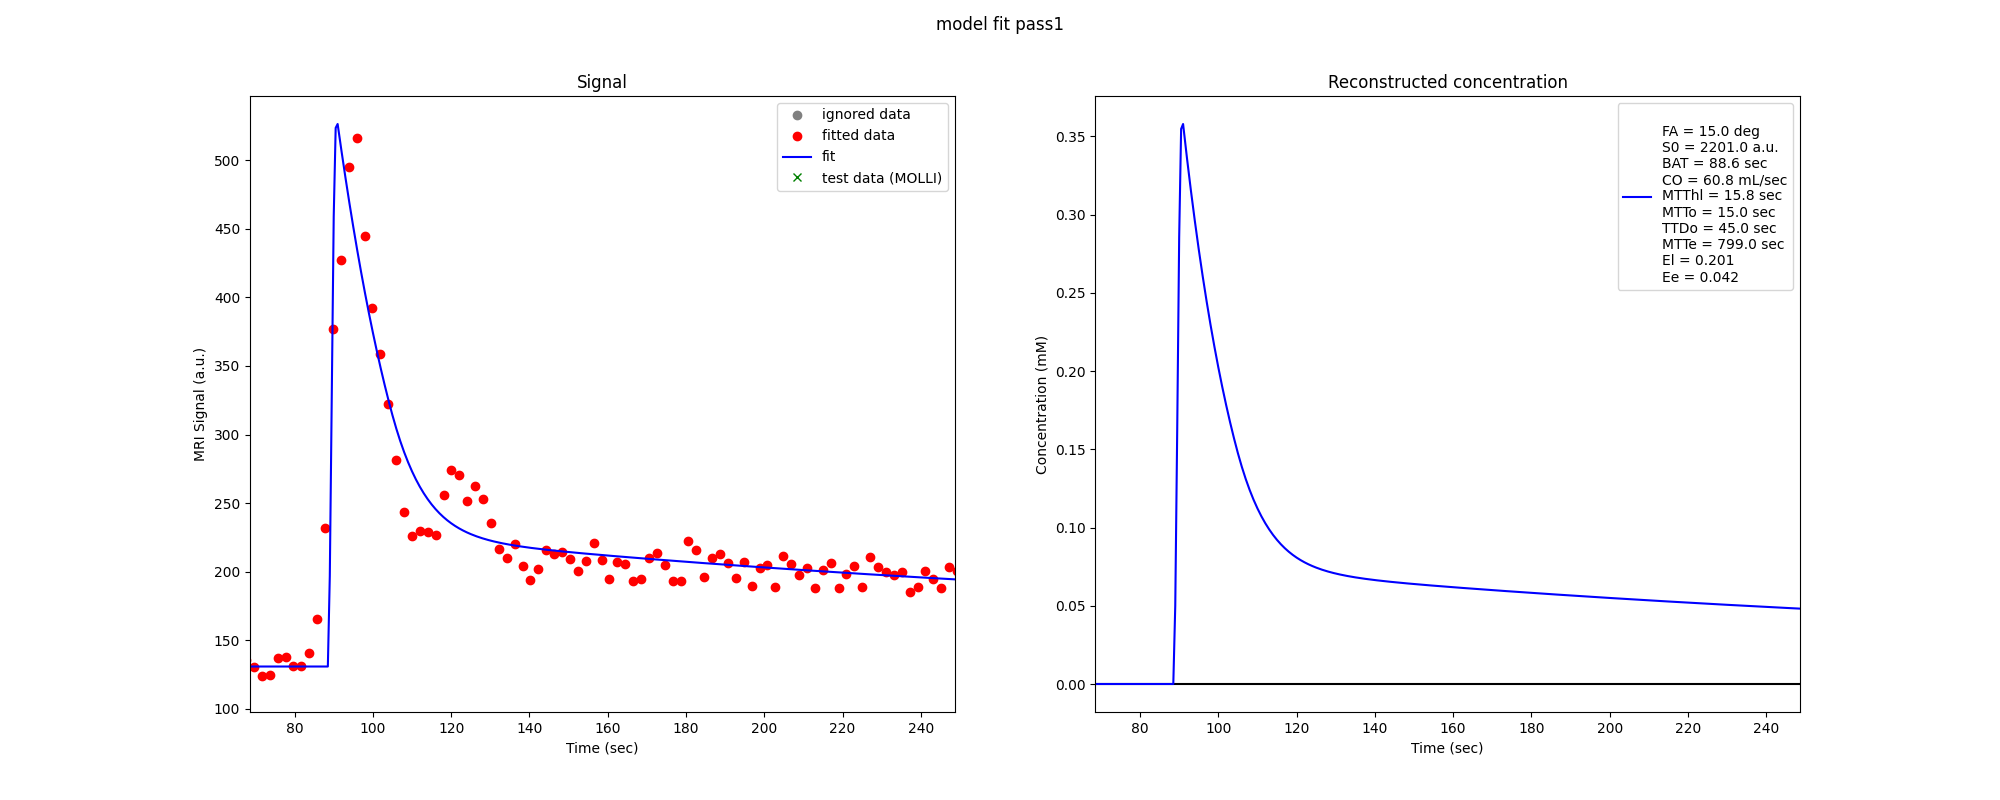 model fit pass1
Signal
500
450
400
350
300
250
200
150
100
MRI Signal (a.u.)
80 100 120 140 160 180 200 220 240
Time (sec)
ignored data
fitted data
fit
test data (MOLLI)
Reconstructed concentration
0.35
0.30
0.25
0.20
0.15
0.10
0.05
0.00
Concentration (mM)
80 100 120 140 160 180 200 220 240
Time (sec)
FA = 15.0 deg
S0 = 2201.0 a.u.
BAT = 88.6 sec
CO = 60.8 mL/sec
MTThl = 15.8 sec
MTTo = 15.0 sec
TTDo = 45.0 sec
MTTe = 799.0 sec
El = 0.201
Ee = 0.042